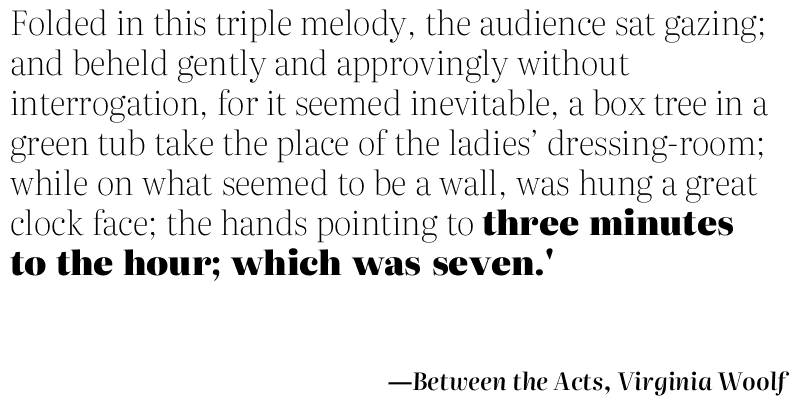 Folded in this triple melody, the audience sat gazing;
and beheld gently and approvingly without
interrogation, for it seemed inevitable, a box tree in a
green tub take the place of the ladies’ dressing-room;
while on what seemed to be a wall, was hung a great
clock face; the hands pointing to three minutes
to the hour; which was seven.'
—Between the Acts, Virginia Woolf